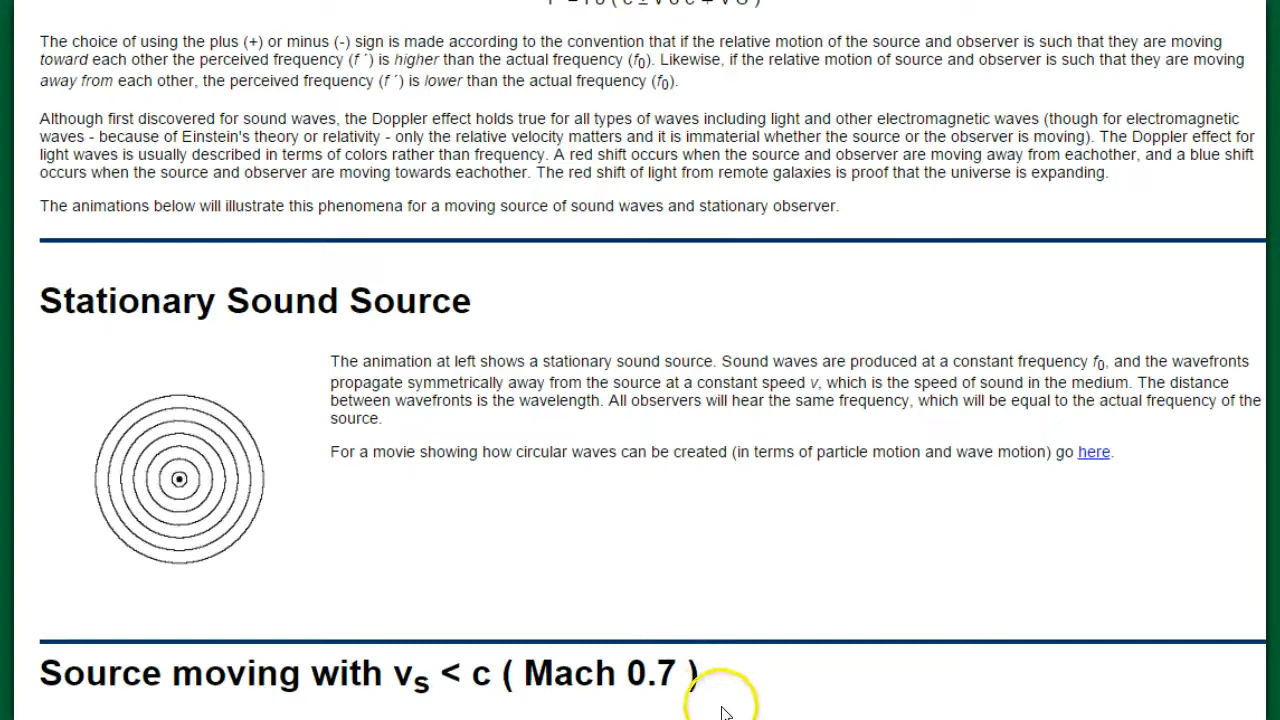 The choice of using the plus (+) or minus (-) sign is made according to the convention that if the relative motion of the source and observer is such that they are moving
toward each other the perceived frequency (f ´) is higher than the actual frequency (f0). Likewise, if the relative motion of source and observer is such that they are moving
away from each other, the perceived frequency (f ´) is lower than the actual frequency (f0).
Although first discovered for sound waves, the Doppler effect holds true for all types of waves including light and other electromagnetic waves (though for electromagnetic
waves - because of Einstein's theory or relativity - only the relative velocity matters and it is immaterial whether the source or the observer is moving). The Doppler effect for
light waves is usually described in terms of colors rather than frequency. A red shift occurs when the source and observer are moving away from eachother, and a blue shift
occurs when the source and observer are moving towards eachother. The red shift of light from remote galaxies is proof that the universe is expanding.
The animations below will illustrate this phenomena for a moving source of sound waves and stationary observer.
Stationary Sound Source
The animation at left shows a stationary sound source. Sound waves are produced at a constant frequency f0, and the wavefronts
propagate symmetrically away from the source at a constant speed v, which is the speed of sound in the medium. The distance
between wavefronts is the wavelength. All observers will hear the same frequency, which will be equal to the actual frequency of the
source.
For a movie showing how circular waves can be created (in terms of particle motion and wave motion) go here.
Source moving with vs < c ( Mach 0.7 )